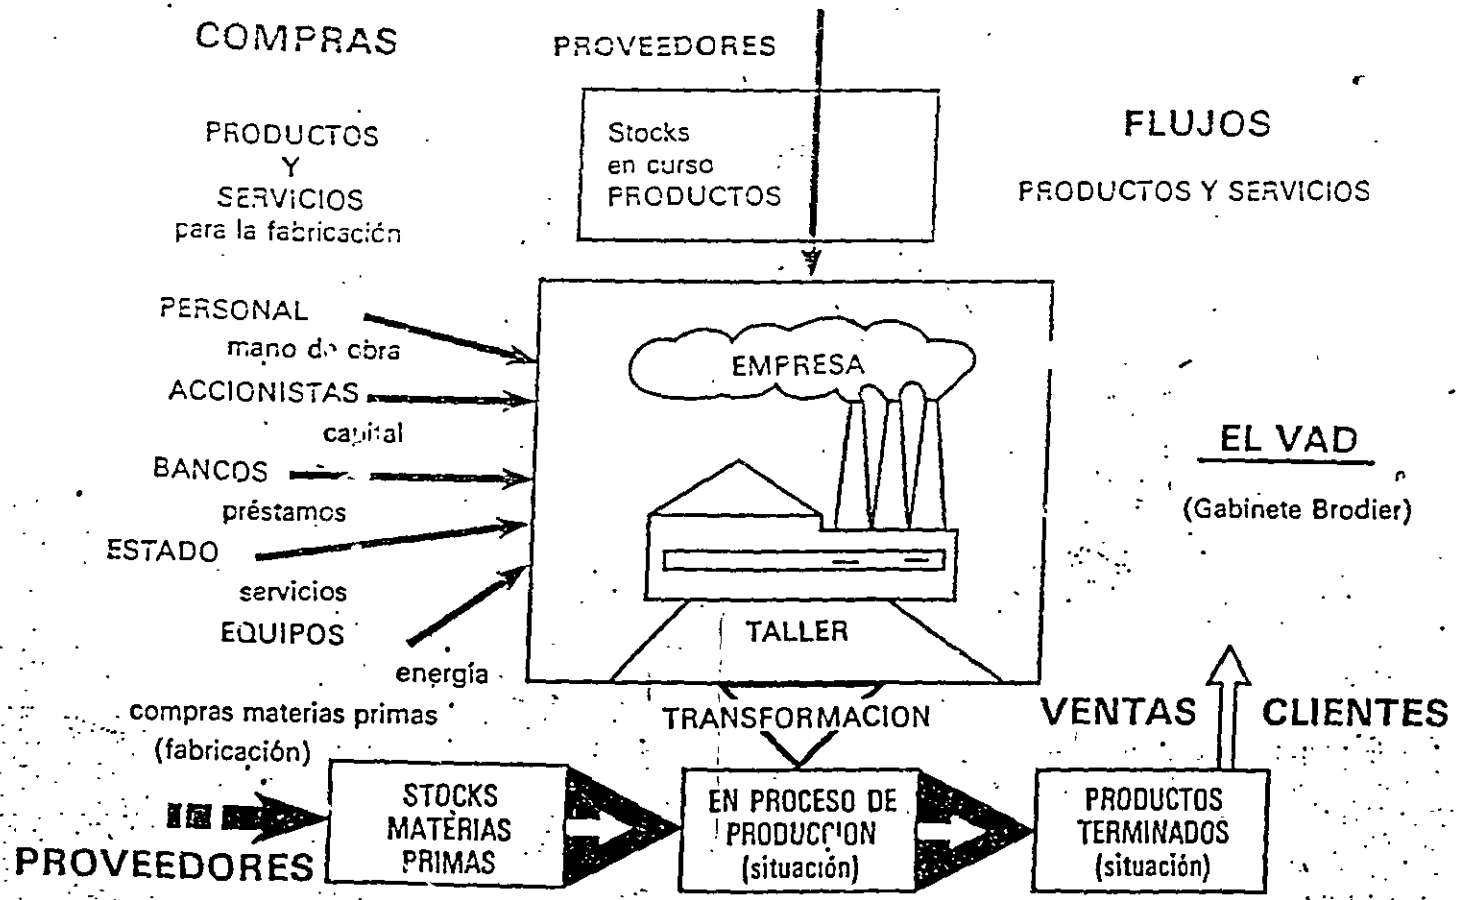 COMPRAS
PROVEEDORES
PRODUCTOS
Y
SERVICIOS
para la fabricación
Stocks
en curso
PRODUCTOS
FLUJOS
PRODUCTOS Y SERVICIOS
PERSONAL
mano de obra
ACCIONISTAS
capital
BANCOS
préstamos
ESTADO
servicios
EQUIPOS
energía
EMPRESA
TALLER
EL VAD
(Gabinete Brodier)
compras materias primas
(fabricación)
TRANSFORMACION
VENTAS
CLIENTES
PROVEEDORES
STOCKS
MATERIAS
PRIMAS
EN PROCESO DE
PRODUCCION
(situación)
PRODUCTOS
TERMINADOS
(situación)